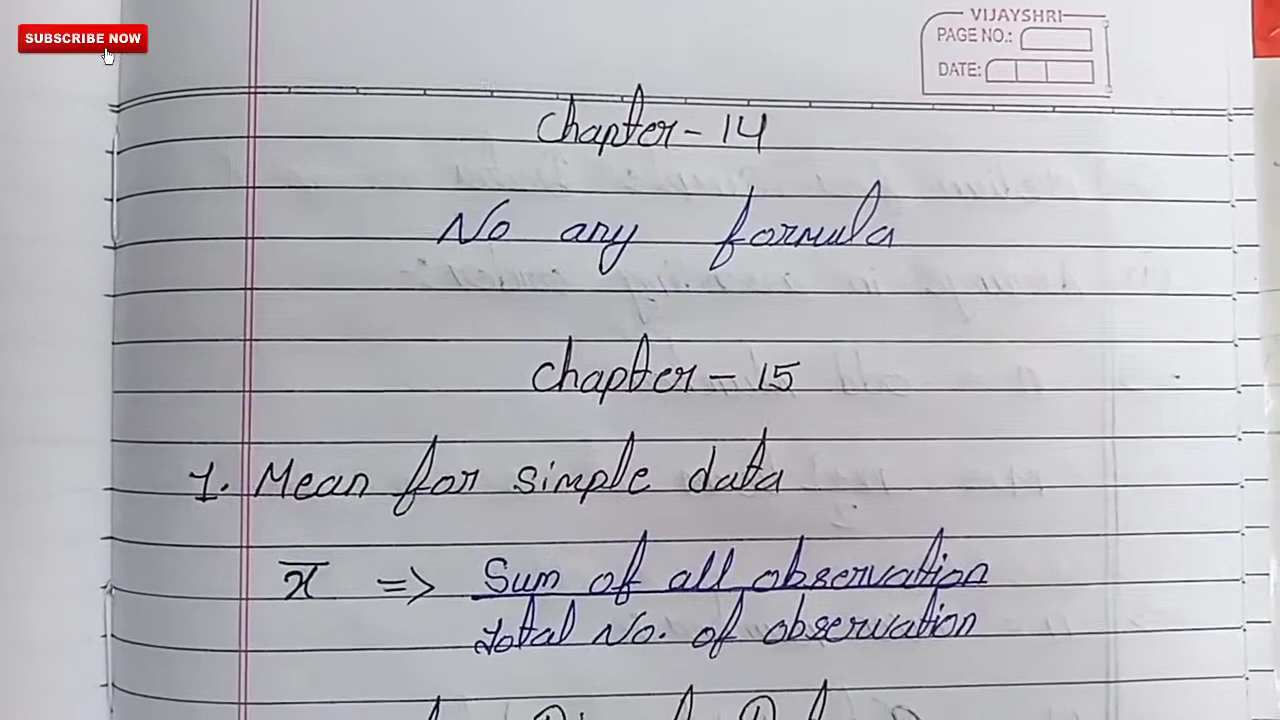 SUBSCRIBE NOW
VIJAYSHRI
PAGE NO.:
DATE:
Chapter - 14
No any formula
Chapter - 15
1. Mean for simple data
x̅ => Sum of all observation
total No. of observation